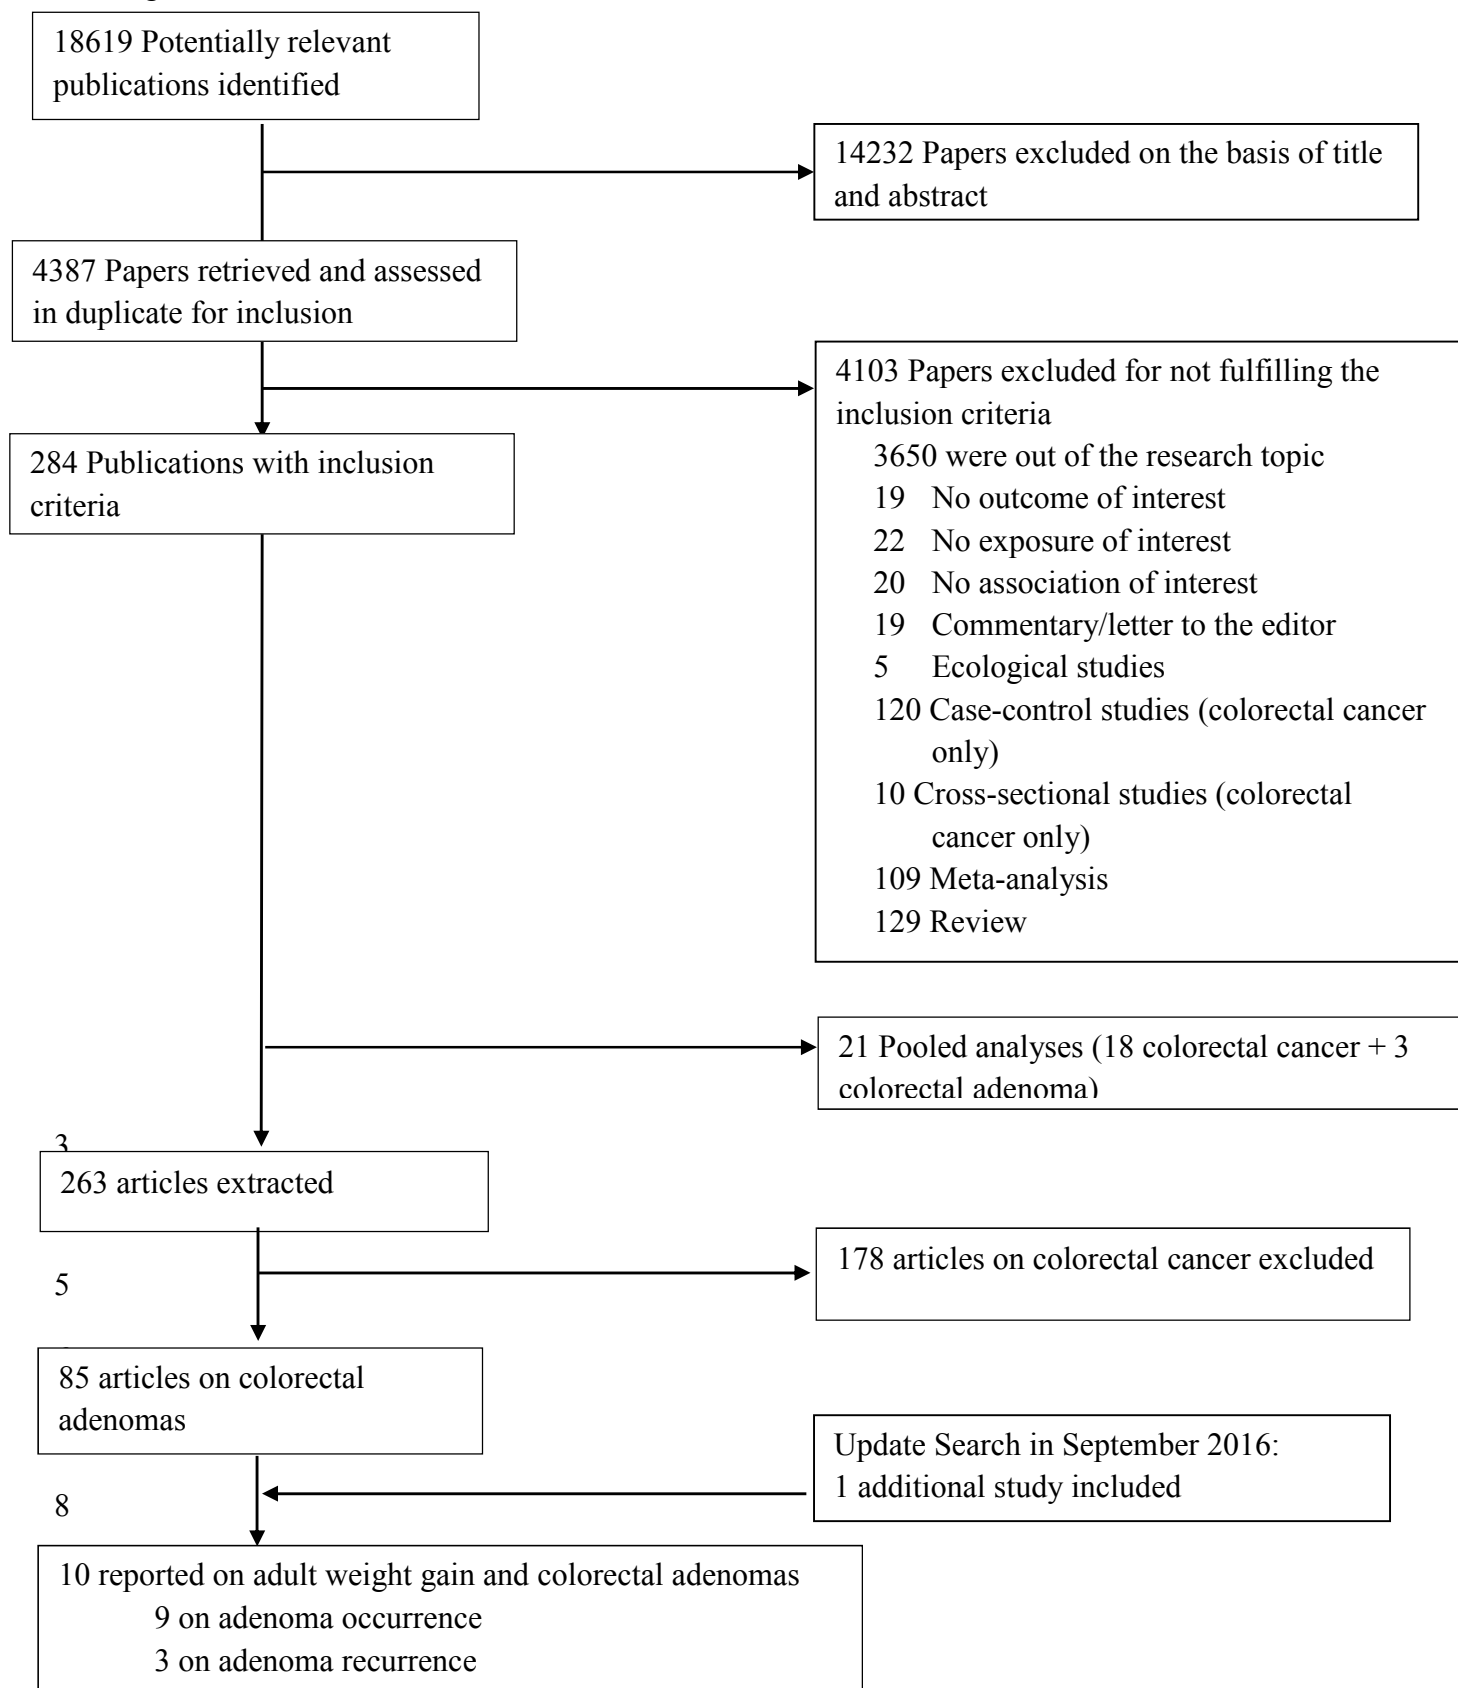 18619 Potentially relevant
publications identified
14232 Papers excluded on the basis of title
and abstract
4387 Papers retrieved and assessed
in duplicate for inclusion
4103 Papers excluded for not fulfilling the
inclusion criteria
3650 were out of the research topic
19 No outcome of interest
22 No exposure of interest
20 No association of interest
19 Commentary/letter to the editor
5 Ecological studies
120 Case-control studies (colorectal cancer
only)
10 Cross-sectional studies (colorectal
cancer only)
109 Meta-analysis
129 Review
284 Publications with inclusion
criteria
21 Pooled analyses (18 colorectal cancer + 3
colorectal adenoma)
3
263 articles extracted
178 articles on colorectal cancer excluded
5
85 articles on colorectal
adenomas
Update Search in September 2016:
1 additional study included
8
10 reported on adult weight gain and colorectal adenomas
9 on adenoma occurrence
3 on adenoma recurrence